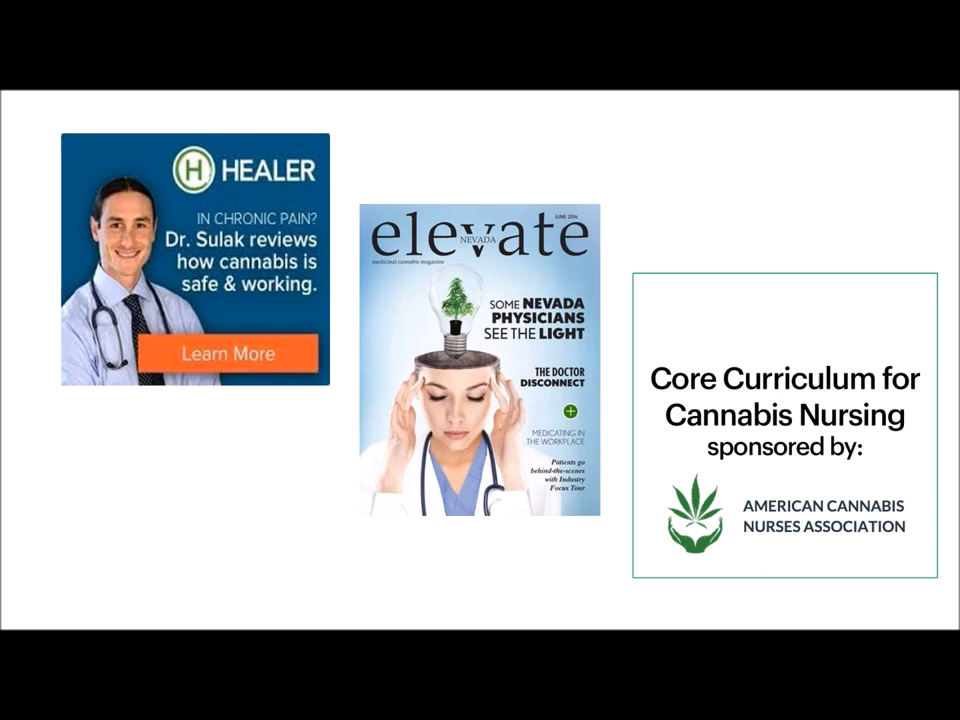 H HEALER
IN CHRONIC PAIN?
Dr. Sulak reviews
how cannabis is
safe & working.
Learn More
JUNE 2016
elevate
NEVADA
medicinal cannabis magazine
SOME NEVADA
PHYSICIANS
SEE THE LIGHT
THE DOCTOR
DISCONNECT
MEDICATING IN
THE WORKPLACE
Patients go
behind-the-scenes
with Industry
Focus Tour
Core Curriculum for
Cannabis Nursing
sponsored by:
AMERICAN CANNABIS
NURSES ASSOCIATION